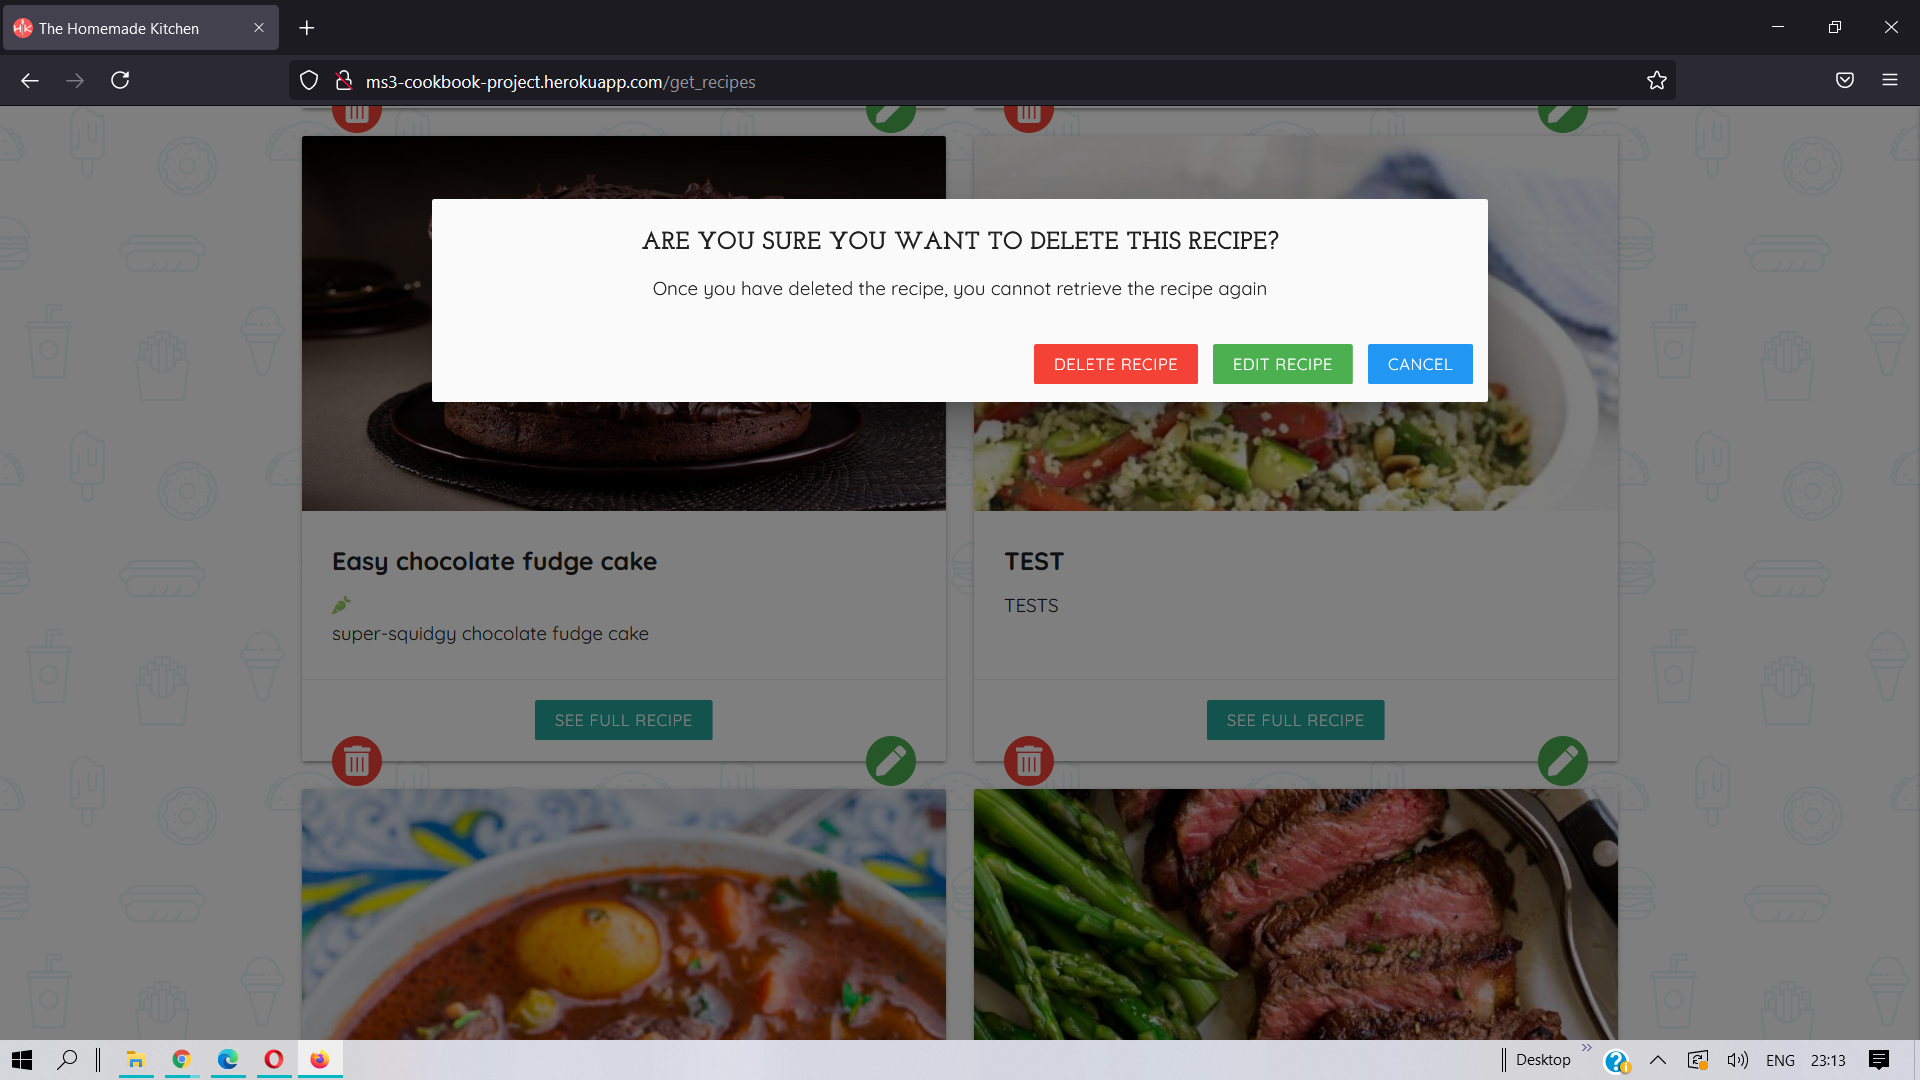 The Homemade Kitchen
ms3-cookbook-project.herokuapp.com/get_recipes
ARE YOU SURE YOU WANT TO DELETE THIS RECIPE?
Once you have deleted the recipe, you cannot retrieve the recipe again
DELETE RECIPE EDIT RECIPE CANCEL
Easy chocolate fudge cake
super-squidgy chocolate fudge cake
SEE FULL RECIPE
TEST
TESTS
SEE FULL RECIPE
Desktop ENG 23:13